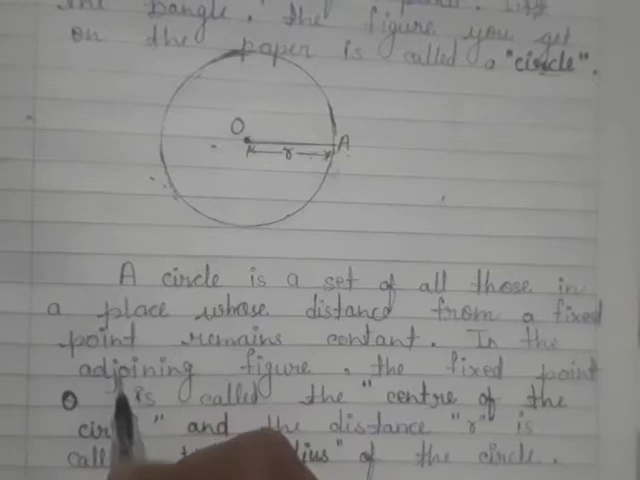 the bangle. the figure you get
on the paper is called a "circle".
O
A
r
A circle is a set of all those in
a place whose distance from a fixed
point remains contant. In the
adjoining figure, the fixed point
O is called the "centre of the
" and the distance "r" is
of the circle.